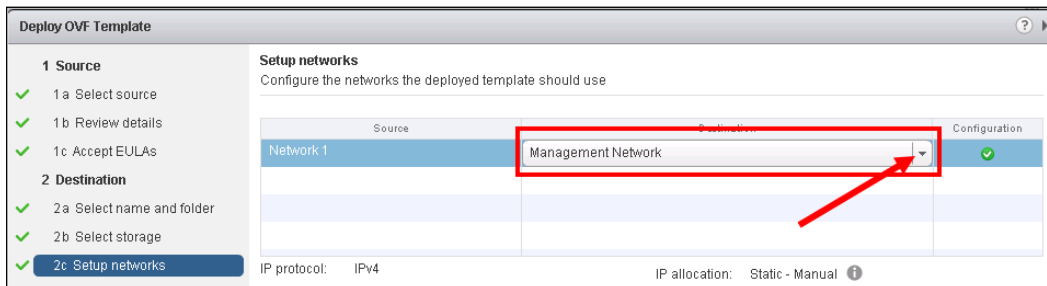 Deploy OVF Template
?
1 Source
1a Select source
1b Review details
1c Accept EULAs
2 Destination
2a Select name and folder
2b Select storage
2c Setup networks
Setup networks
Configure the networks the deployed template should use
Source Destination Configuration
Network 1 Management Network
IP protocol: IPv4 IP allocation: Static - Manual